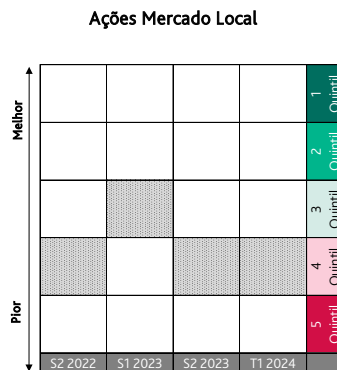 Ações Mercado Local
Melhor
Pior
1
Quintil
2
Quintil
3
Quintil
4
Quintil
5
Quintil
S2 2022 S1 2023 S2 2023 T1 2024